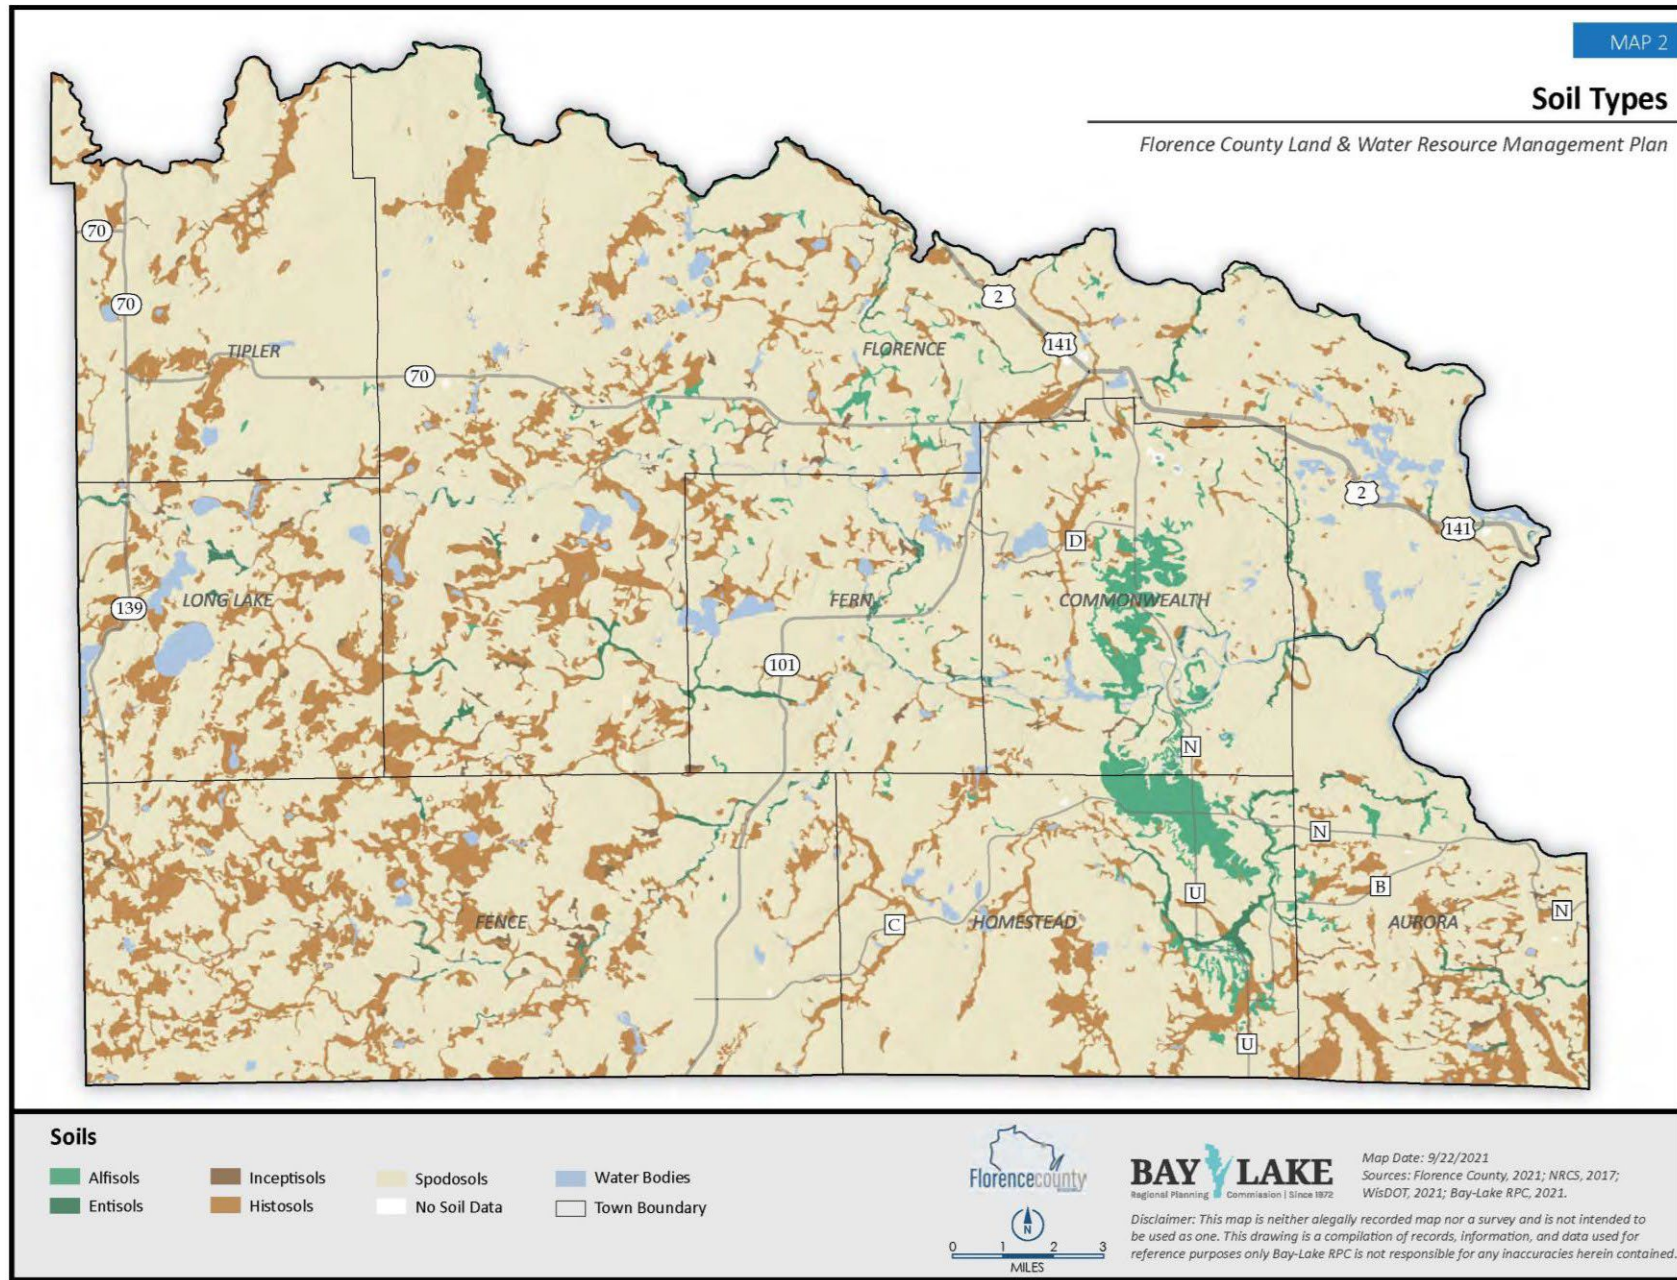 MAP 2
Soil Types
Florence County Land & Water Resource Management Plan
70
2
70
TIPLER
FLORENCE
141
70
2
141
D
139
LONG LAKE
FERN
COMMONWEALTH
101
N
N
U
B
C
FENCE
HOMESTEAD
AURORA
N
U
Soils
Alfisols
Inceptisols
Spodosols
Water Bodies
Entisols
Histosols
No Soil Data
Town Boundary
Florencecounty
N
0 1 2 3
MILES
BAY LAKE
Regional Planning Commission | Since 1972
Map Date: 9/22/2021
Sources: Florence County, 2021; NRCS, 2017;
WisDOT, 2021; Bay-Lake RPC, 2021.
Disclaimer: This map is neither alegally recorded map nor a survey and is not intended to
be used as one. This drawing is a compilation of records, information, and data used for
reference purposes only Bay-Lake RPC is not responsible for any inaccuracies herein contained.